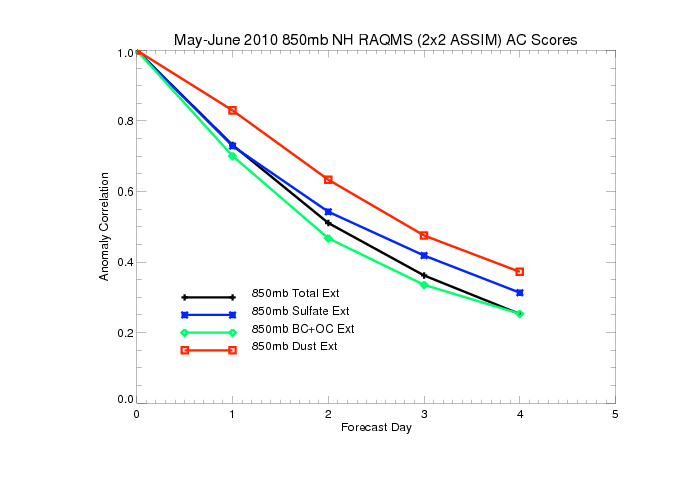 May-June 2010 850mb NH RAQMS (2x2 ASSIM) AC Scores
1.0
0.8
0.6
0.4
0.2
0.0
Anomaly Correlation
850mb Total Ext
850mb Sulfate Ext
850mb BC+OC Ext
850mb Dust Ext
0 1 2 3 4 5
Forecast Day